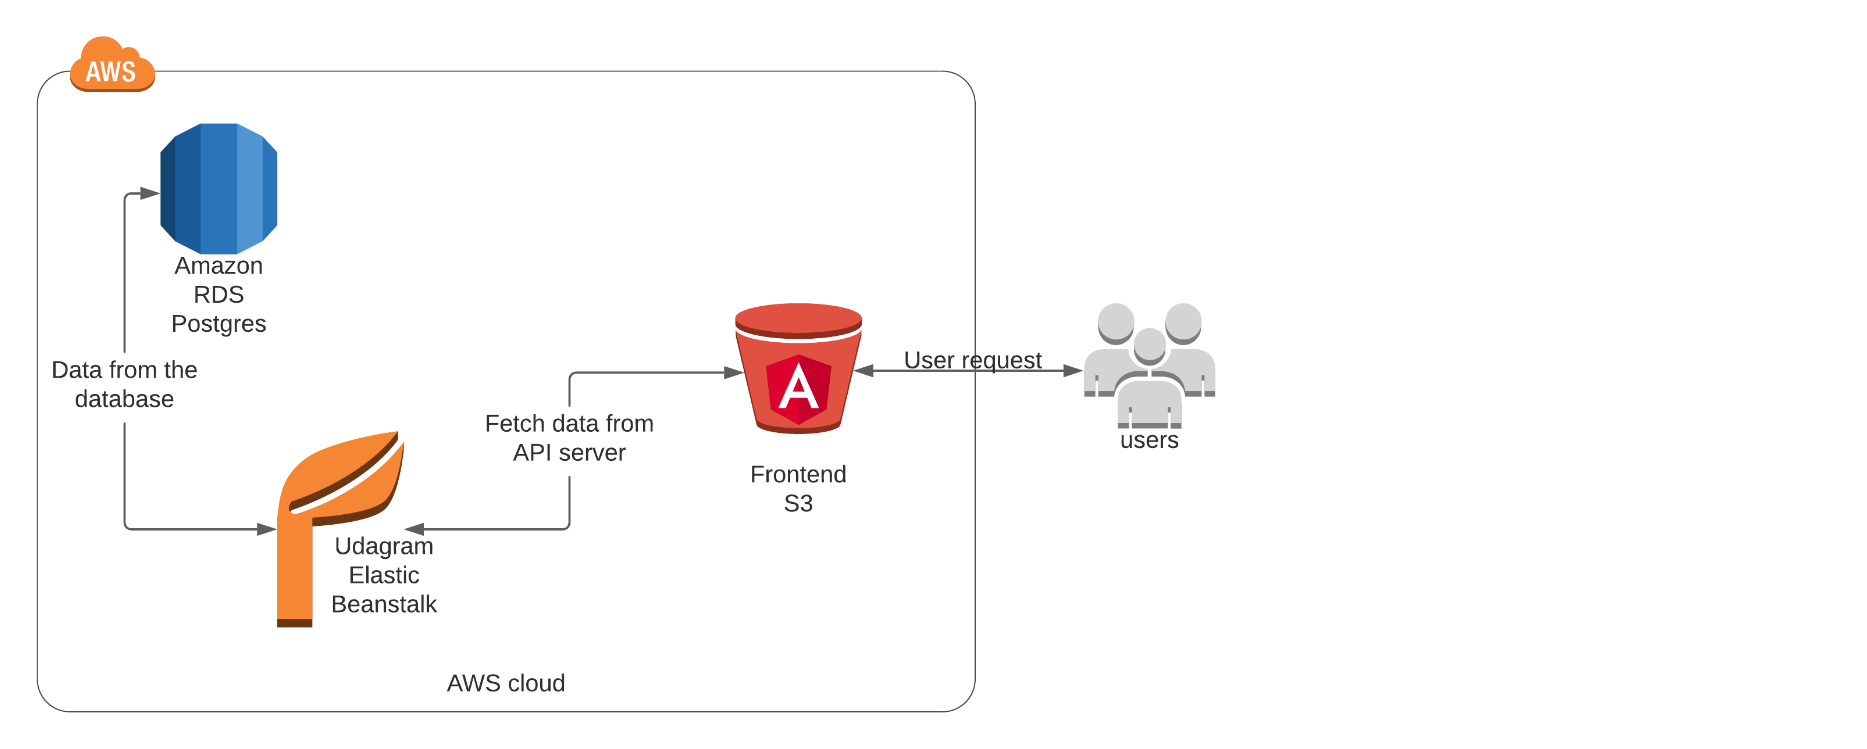 AWS
Amazon
RDS
Postgres
Data from the
database
Fetch data from
API server
Udagram
Elastic
Beanstalk
A
Frontend
S3
User request
users
AWS cloud